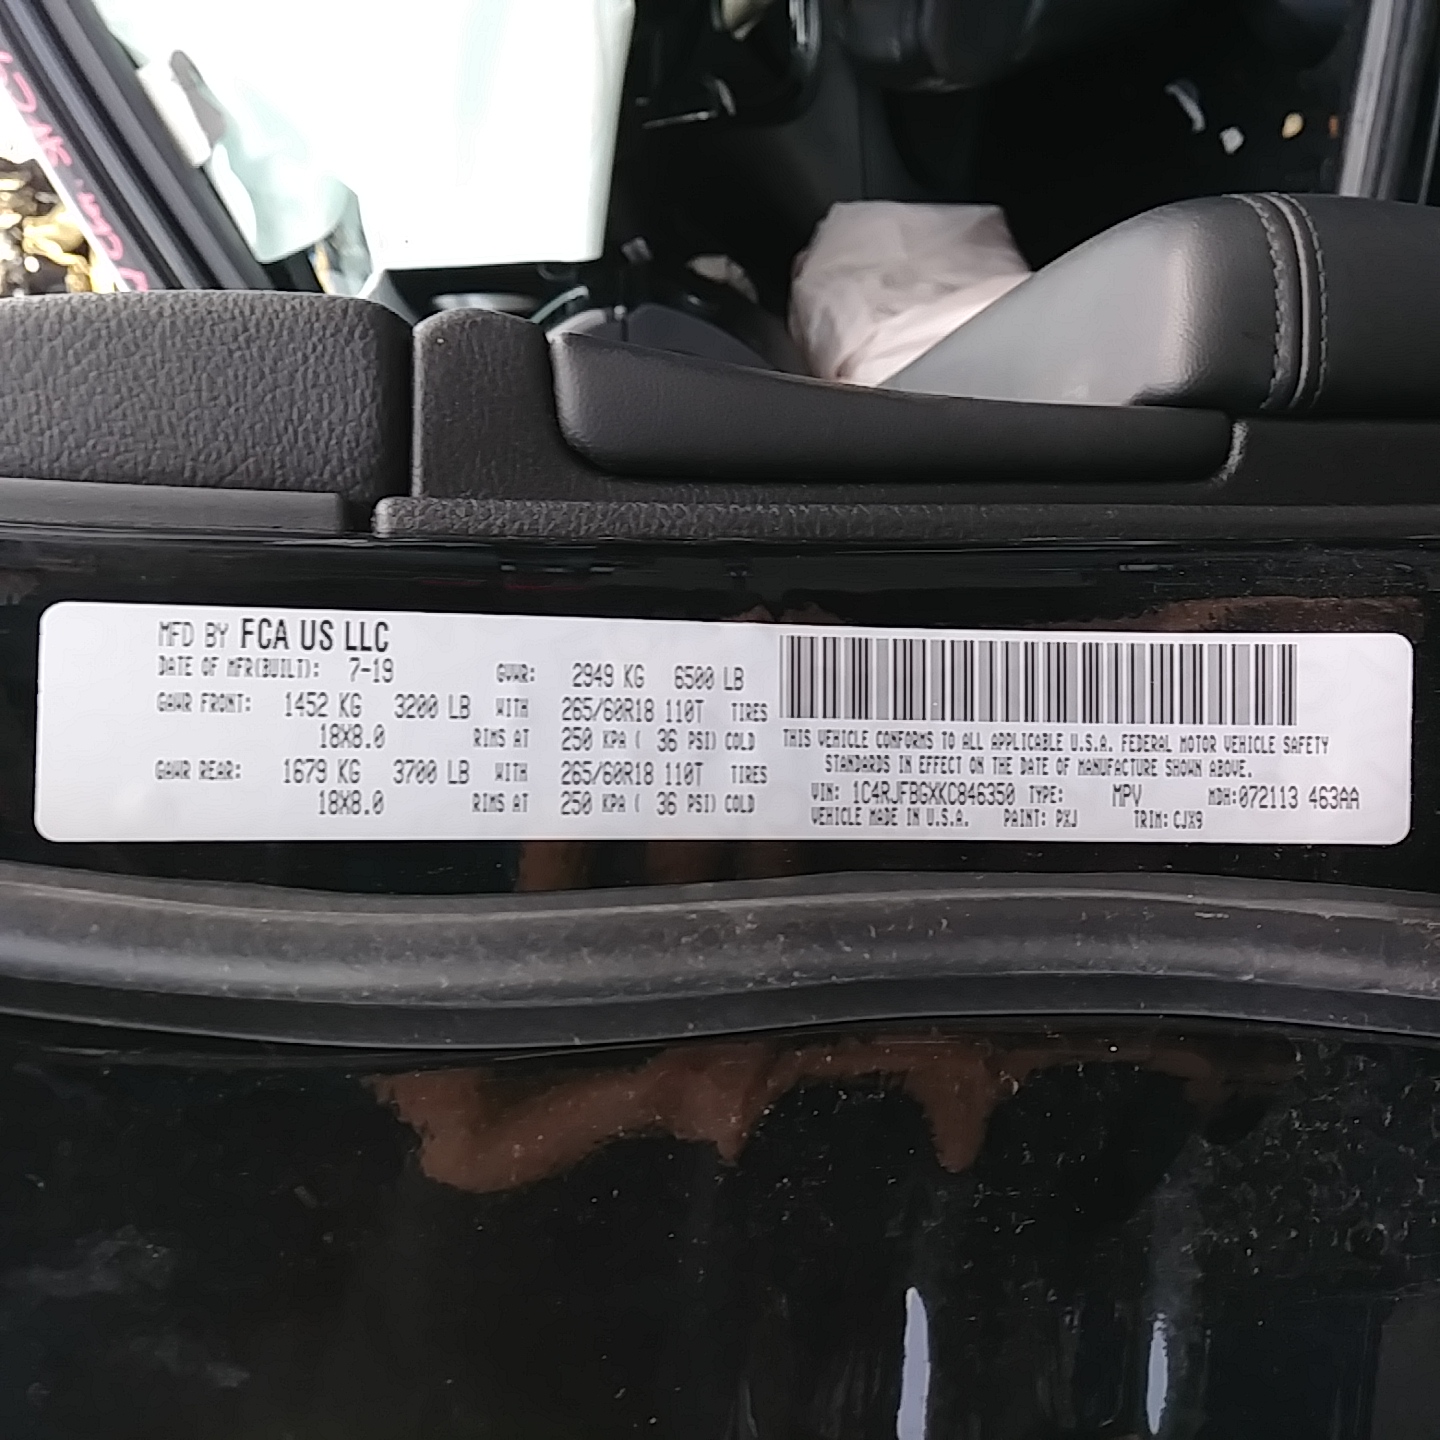 MFD BY FCA US LLC
DATE OF MFR(BUILT): 7-19 GVWR: 2949 KG 6500 LB
GAWR FRONT: 1452 KG 3200 LB WITH 265/60R18 110T TIRES
18X8.0 RIMS AT 250 KPA ( 36 PSI) COLD
GAWR REAR: 1679 KG 3700 LB WITH 265/60R18 110T TIRES
18X8.0 RIMS AT 250 KPA ( 36 PSI) COLD
THIS VEHICLE CONFORMS TO ALL APPLICABLE U.S.A. FEDERAL MOTOR VEHICLE SAFETY
STANDARDS IN EFFECT ON THE DATE OF MANUFACTURE SHOWN ABOVE.
VIN: 1C4RJFBGXKC846350 TYPE: MPV MDH:072113 463AA
VEHICLE MADE IN U.S.A. PAINT: PXJ TRIM: CJX9